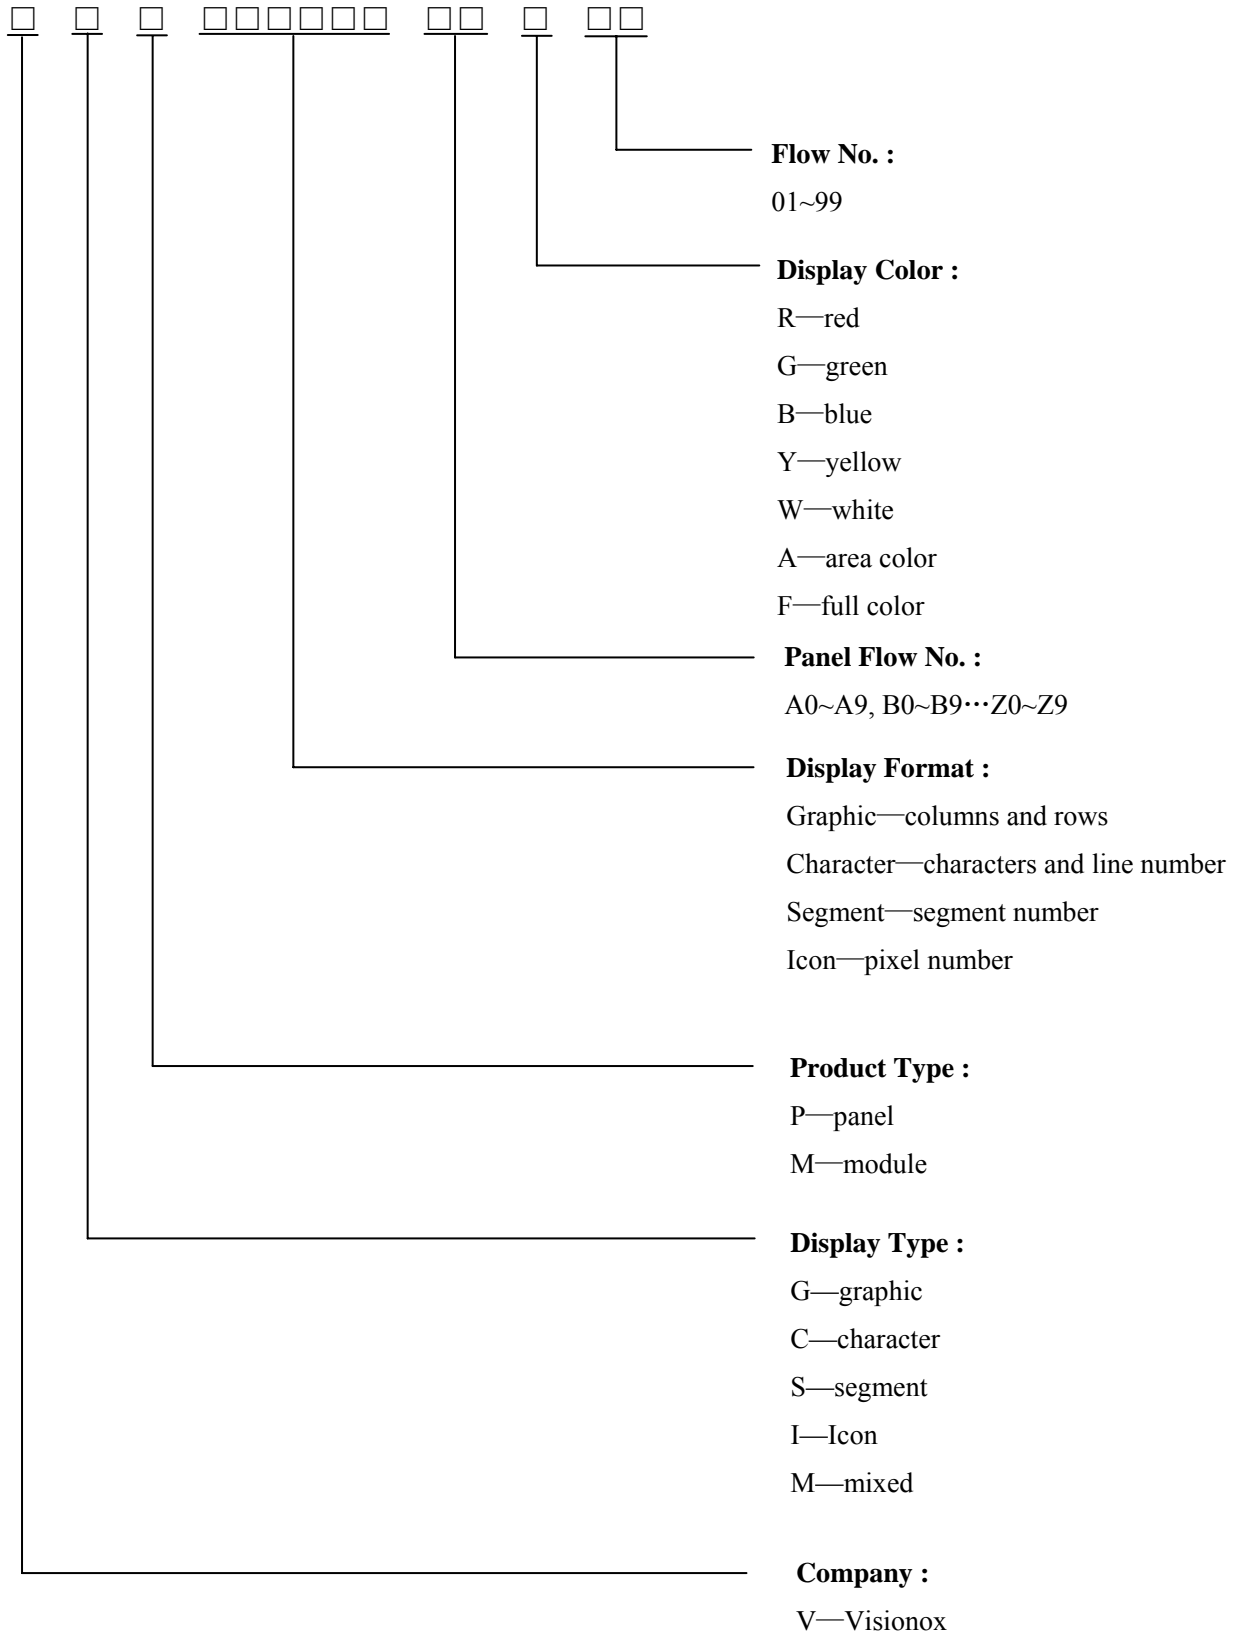 □ □ □ □□□□□□ □□ □ □□
Flow No. :
01~99
Display Color :
R—red
G—green
B—blue
Y—yellow
W—white
A—area color
F—full color
Panel Flow No. :
A0~A9, B0~B9···Z0~Z9
Display Format :
Graphic—columns and rows
Character—characters and line number
Segment—segment number
Icon—pixel number
Product Type :
P—panel
M—module
Display Type :
G—graphic
C—character
S—segment
I—Icon
M—mixed
Company :
V—Visionox